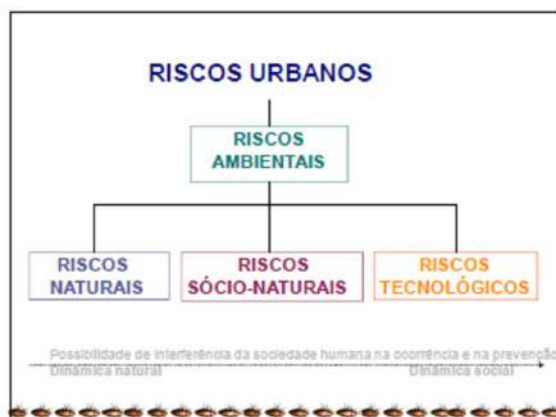 RISCOS URBANOS
RISCOS
AMBIENTAIS
RISCOS
NATURAIS
RISCOS
SÓCIO-NATURAIS
RISCOS
TECNOLÓGICOS
Possibilidade de interferência da sociedade humana na ocorrência e na prevenção
Dinâmica natural
Dinâmica social